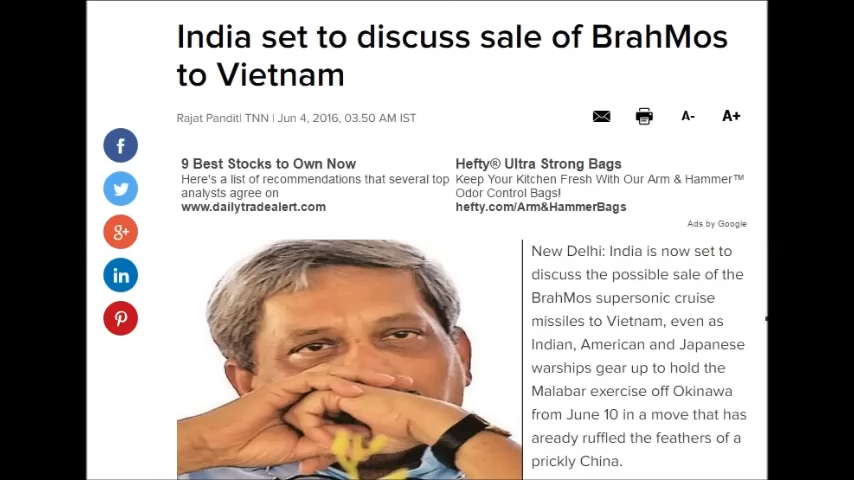 India set to discuss sale of BrahMos
to Vietnam
Rajat Pandit| TNN | Jun 4, 2016, 03.50 AM IST
A-
A+
f
g+
in
9 Best Stocks to Own Now
Here's a list of recommendations that several top
analysts agree on
www.dailytradealert.com
Hefty® Ultra Strong Bags
Keep Your Kitchen Fresh With Our Arm & Hammer™
Odor Control Bags!
hefty.com/Arm&HammerBags
Ads by Google
New Delhi: India is now set to
discuss the possible sale of the
BrahMos supersonic cruise
missiles to Vietnam, even as
Indian, American and Japanese
warships gear up to hold the
Malabar exercise off Okinawa
from June 10 in a move that has
aready ruffled the feathers of a
prickly China.